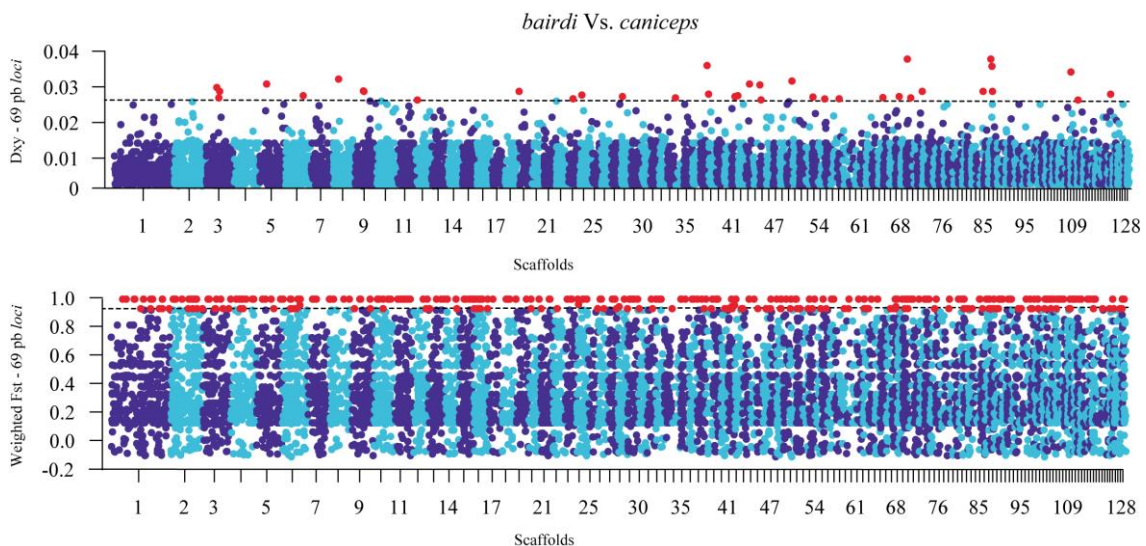 bairdi Vs. caniceps
Dxy - 69 pb loci
0.04
0.03
0.02
0.01
0
1 2 3 5 7 9 11 14 17 21 25 30 35 41 47 54 61 68 76 85 95 109 128
Scaffolds
Weighted Fst - 69 pb loci
1.0
0.8
0.6
0.4
0.2
0.0
-0.2
1 2 3 5 7 9 11 14 17 21 25 30 35 41 47 54 61 68 76 85 95 109 128
Scaffolds